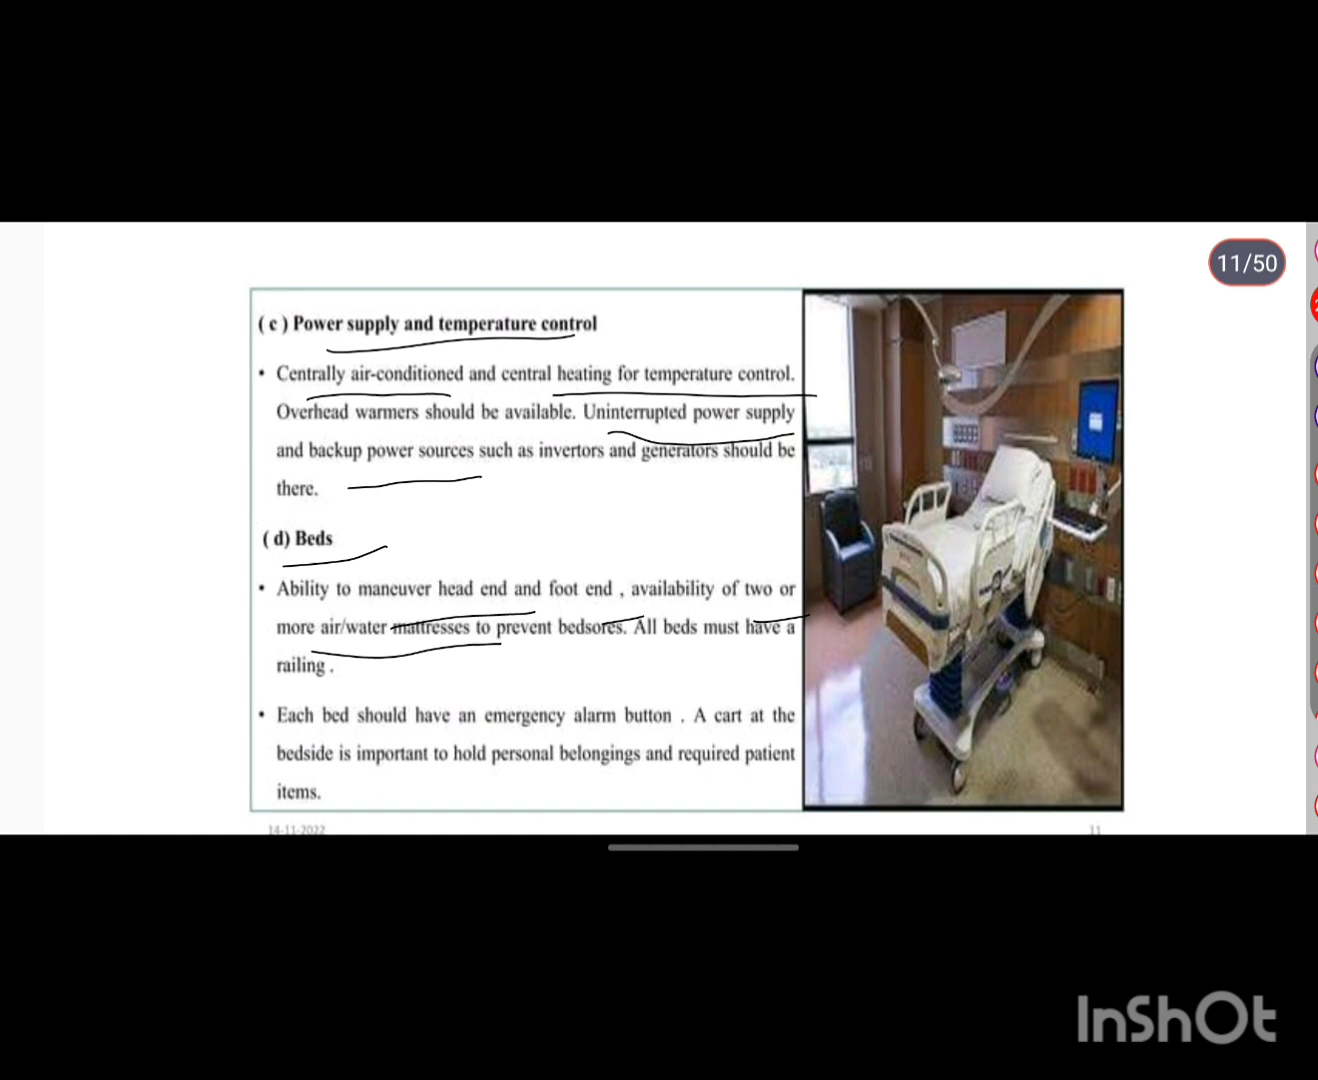 11/50
( c ) Power supply and temperature control
• Centrally air-conditioned and central heating for temperature control.
Overhead warmers should be available. Uninterrupted power supply
and backup power sources such as invertors and generators should be
there.
( d) Beds
• Ability to maneuver head end and foot end , availability of two or
more air/water mattresses to prevent bedsores. All beds must have a
railing .
• Each bed should have an emergency alarm button . A cart at the
bedside is important to hold personal belongings and required patient
items.
14-11-2022
11
InShOt